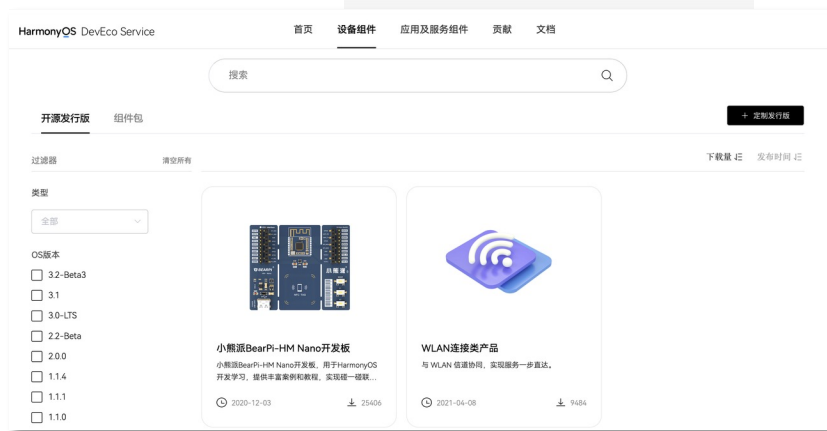 HarmonyOS DevEco Service
首页 设备组件 应用及服务组件 贡献 文档
搜索
开源发行版 组件包
+ 定制发行版
过滤器 清空所有
下载量 发布时间
类型
全部
OS版本
3.2-Beta3
3.1
3.0-LTS
2.2-Beta
2.0.0
1.1.4
1.1.1
1.1.0
小熊派BearPi-HM Nano开发板
小熊派BearPi-HM Nano开发板，用于HarmonyOS
开发学习，提供丰富案例和教程，实现碰一碰联...
2020-12-03 25406
WLAN连接类产品
与 WLAN 信道协同，实现服务一步直达。
2021-04-08 9484